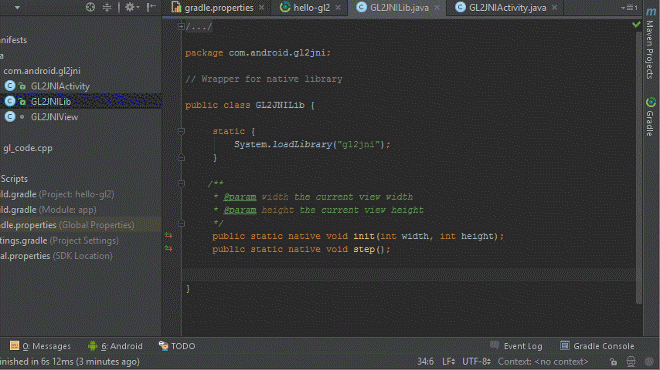 gradle.properties
hello-gl2
GL2JNILib.java
GL2JNIActivity.java
anifests
a
com.android.gl2jni
GL2JNIActivity
GL2JNILib
GL2JNIView
gl_code.cpp
Scripts
ld.gradle (Project: hello-gl2)
ld.gradle (Module: app)
dle.properties (Global Properties)
tings.gradle (Project Settings)
al.properties (SDK Location)
/.../
package com.android.gl2jni;
// Wrapper for native library
public class GL2JNILib {
static {
System.loadLibrary("gl2jni");
}
/**
* @param width the current view width
* @param height the current view height
*/
public static native void init(int width, int height);
public static native void step();
}
Maven Projects
Gradle
0: Messages
6: Android
TODO
Event Log
Gradle Console
inished in 6s 12ms (3 minutes ago)
34:6
LF
UTF-8
Context: <no context>